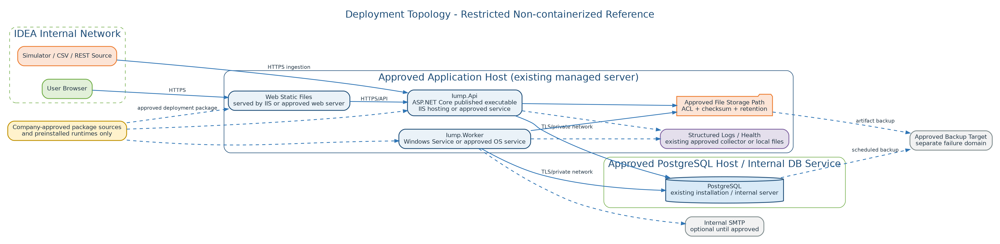 Deployment Topology - Restricted Non-containerized Reference
IDEA Internal Network
Simulator / CSV / REST Source
User Browser
Company-approved package sources
and preinstalled runtimes only
HTTPS ingestion
HTTPS
approved deployment package
Approved Application Host (existing managed server)
Web Static Files
served by IIS or approved web server
HTTPS/API
Iump.Api
ASP.NET Core published executable
IIS hosting or approved service
Iump.Worker
Windows Service or approved OS service
TLS/private network
TLS/private network
Approved File Storage Path
ACL + checksum + retention
Structured Logs / Health
existing approved collector or local files
Approved PostgreSQL Host / Internal DB Service
PostgreSQL
existing installation / internal server
Internal SMTP
optional until approved
artifact backup
scheduled backup
Approved Backup Target
separate failure domain